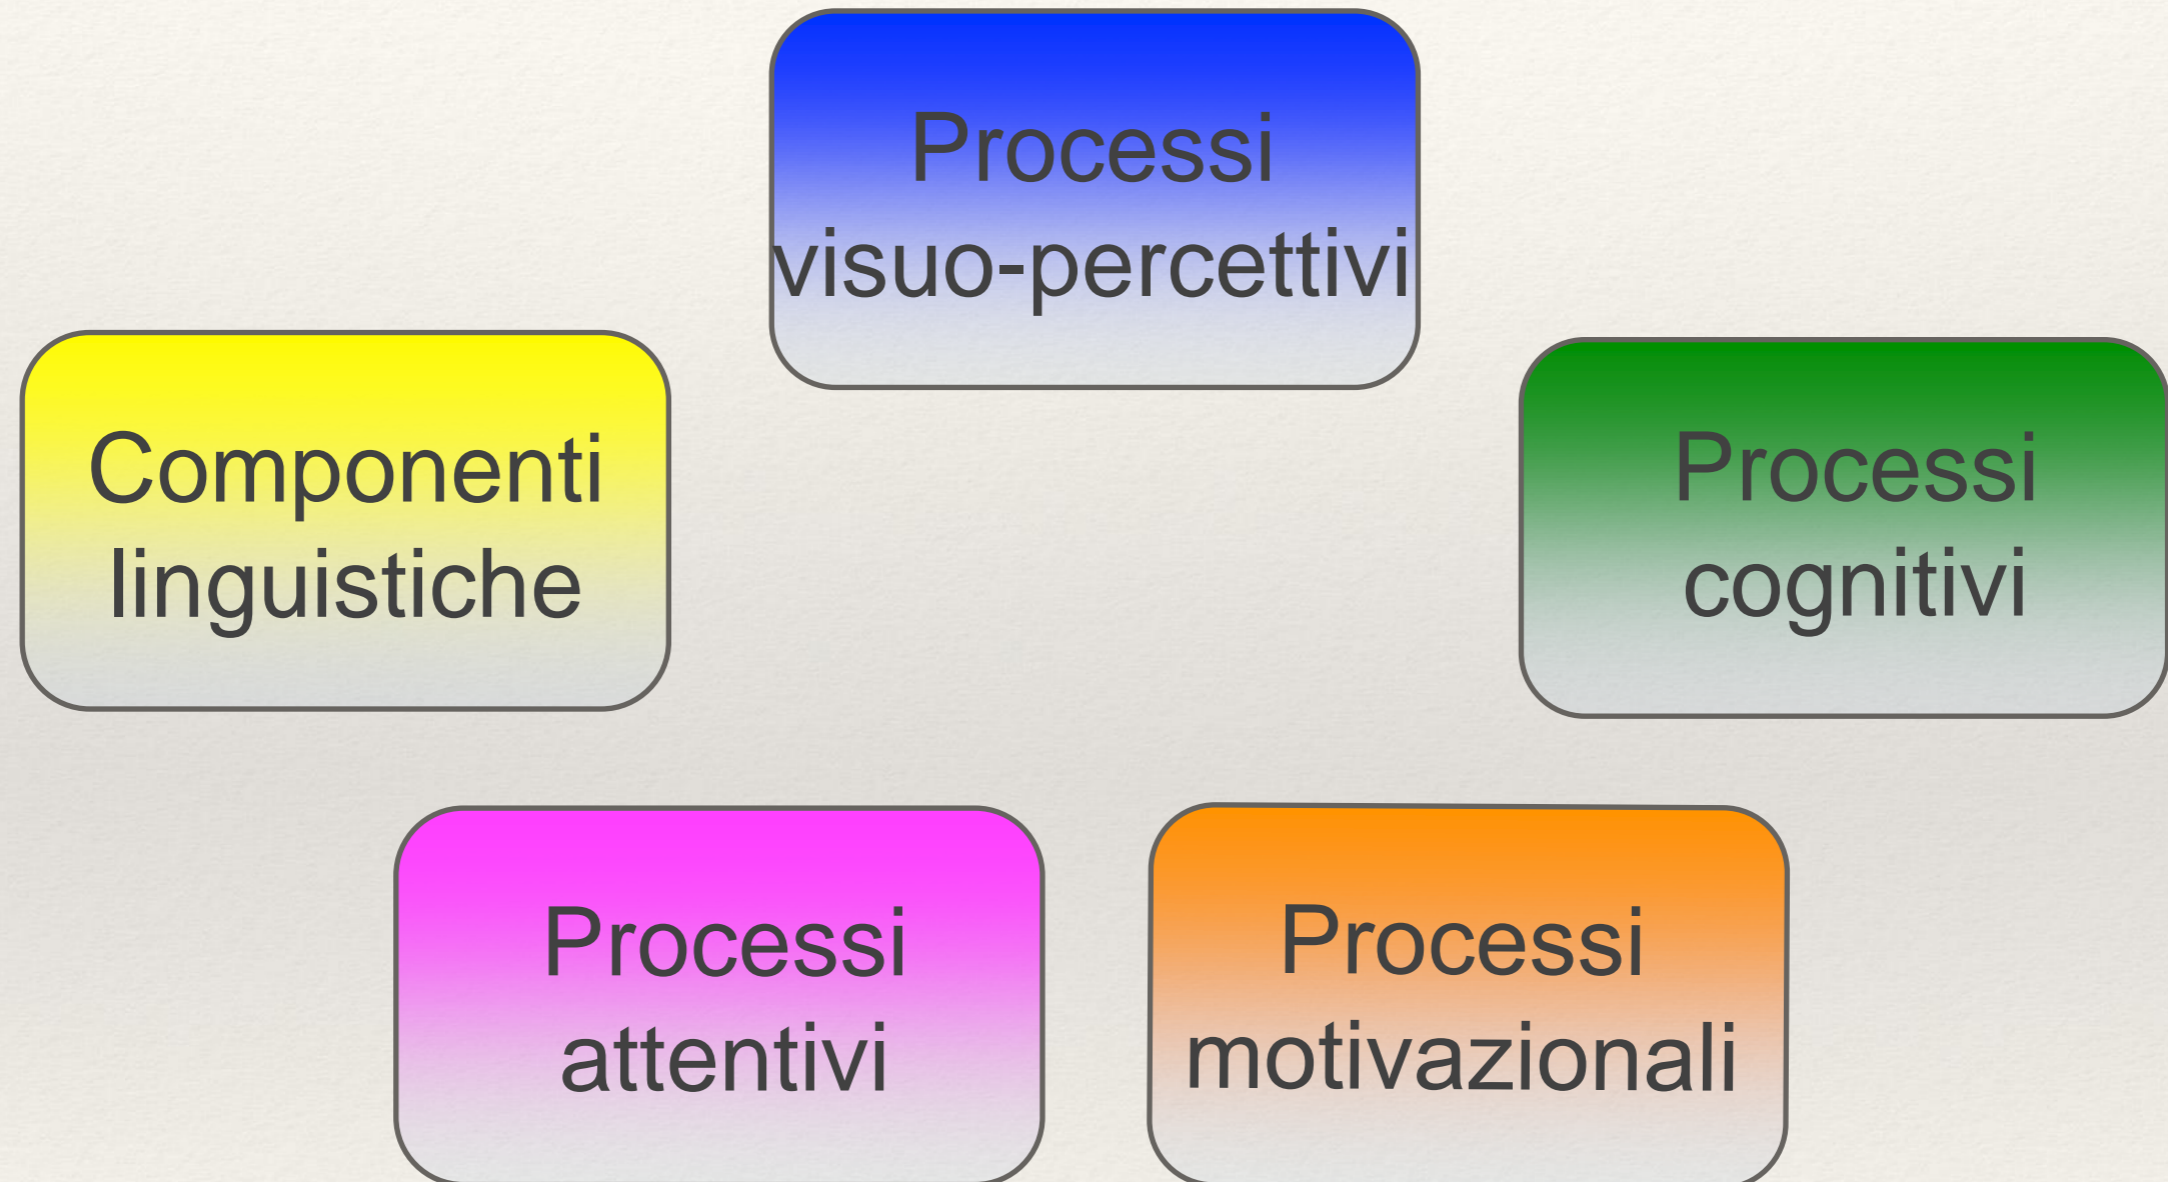 Processi
visuo-percettivi
Componenti
linguistiche
Processi
cognitivi
Processi
attentivi
Processi
motivazionali